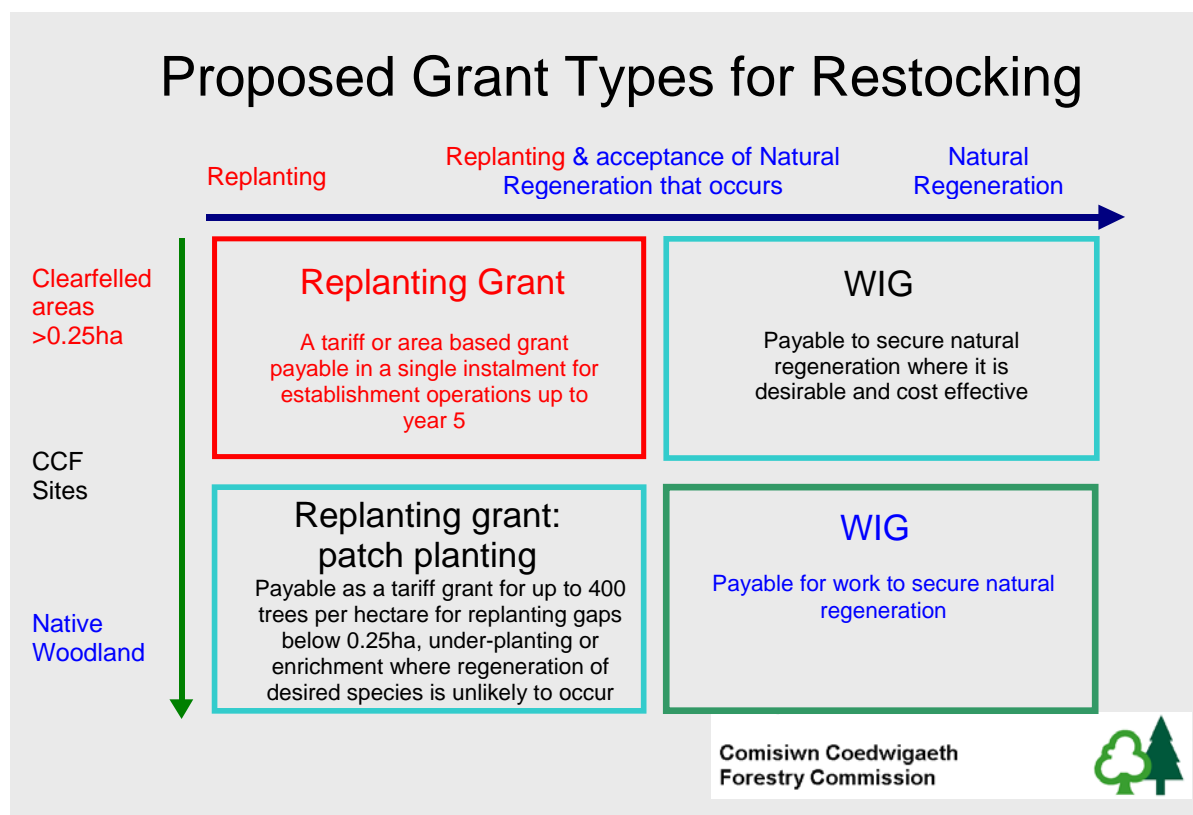 Proposed Grant Types for Restocking
Replanting
Replanting & acceptance of Natural
Regeneration that occurs
Natural
Regeneration
Clearfelled
areas
>0.25ha
Replanting Grant
A tariff or area based grant
payable in a single instalment for
establishment operations up to
year 5
WIG
Payable to secure natural
regeneration where it is
desirable and cost effective
CCF
Sites
Native
Woodland
Replanting grant:
patch planting
Payable as a tariff grant for up to 400
trees per hectare for replanting gaps
below 0.25ha, under-planting or
enrichment where regeneration of
desired species is unlikely to occur
WIG
Payable for work to secure natural
regeneration
Comisiwn Coedwigaeth
Forestry Commission